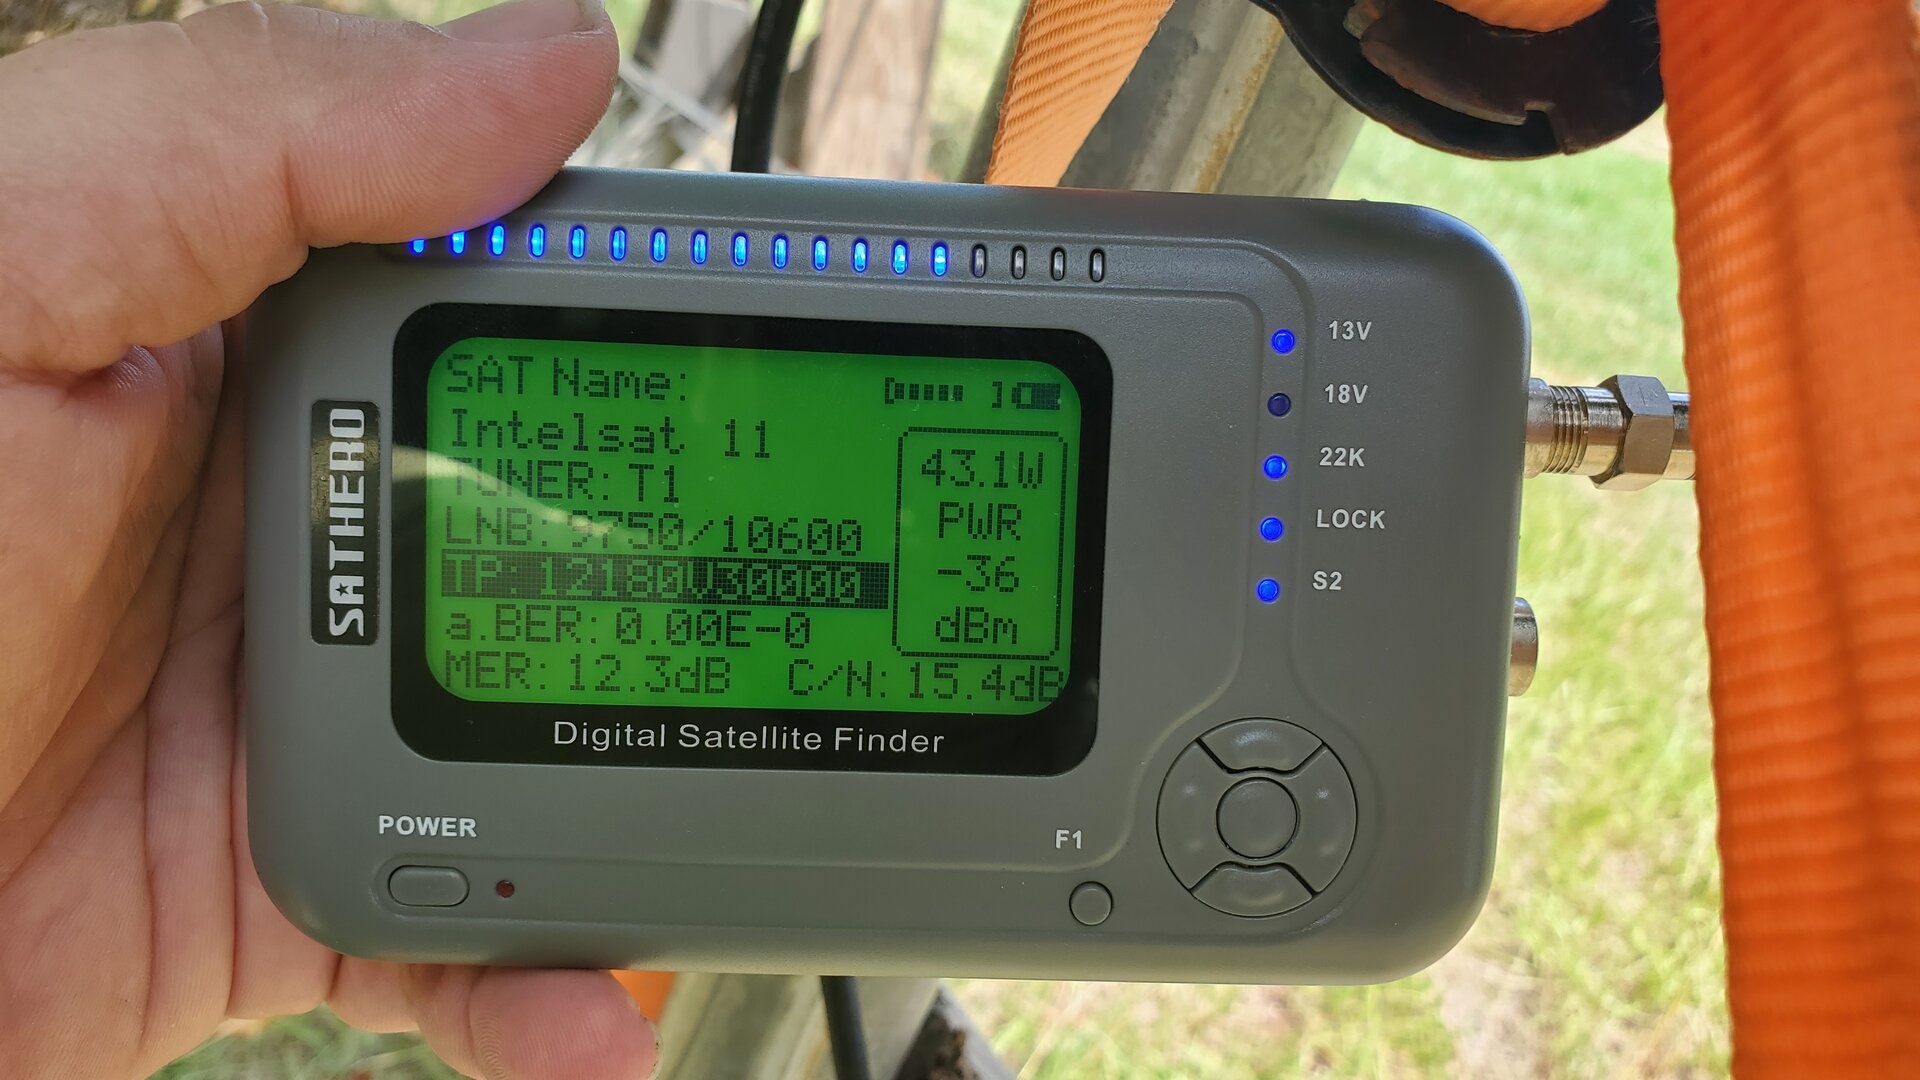 SATHERO
SAT Name:
1
Intelsat 11
TUNER: T1
LNB: 9750/10600
TP: 12180V30000
a.BER: 0.00E-0
MER: 12.3dB C/N: 15.4dB
43.1W
PWR
-36
dBm
Digital Satellite Finder
13V
18V
22K
LOCK
S2
POWER
F1